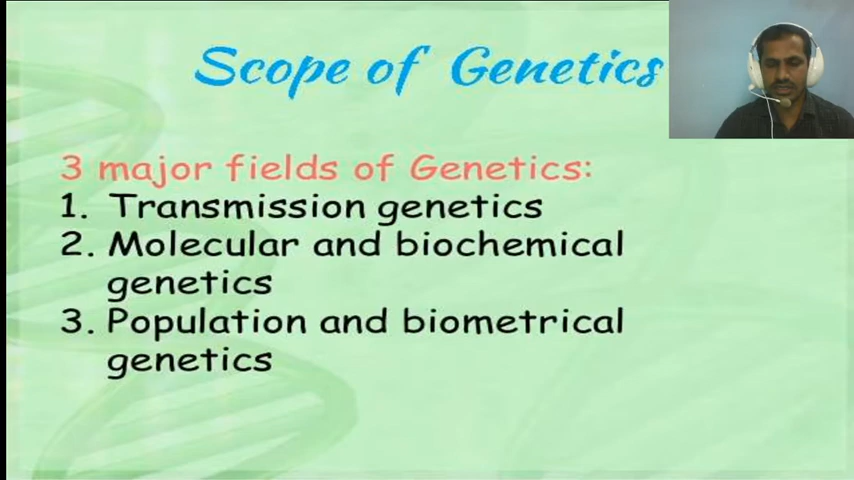 Scope of Genetics
3 major fields of Genetics:
1. Transmission genetics
2. Molecular and biochemical
genetics
3. Population and biometrical
genetics